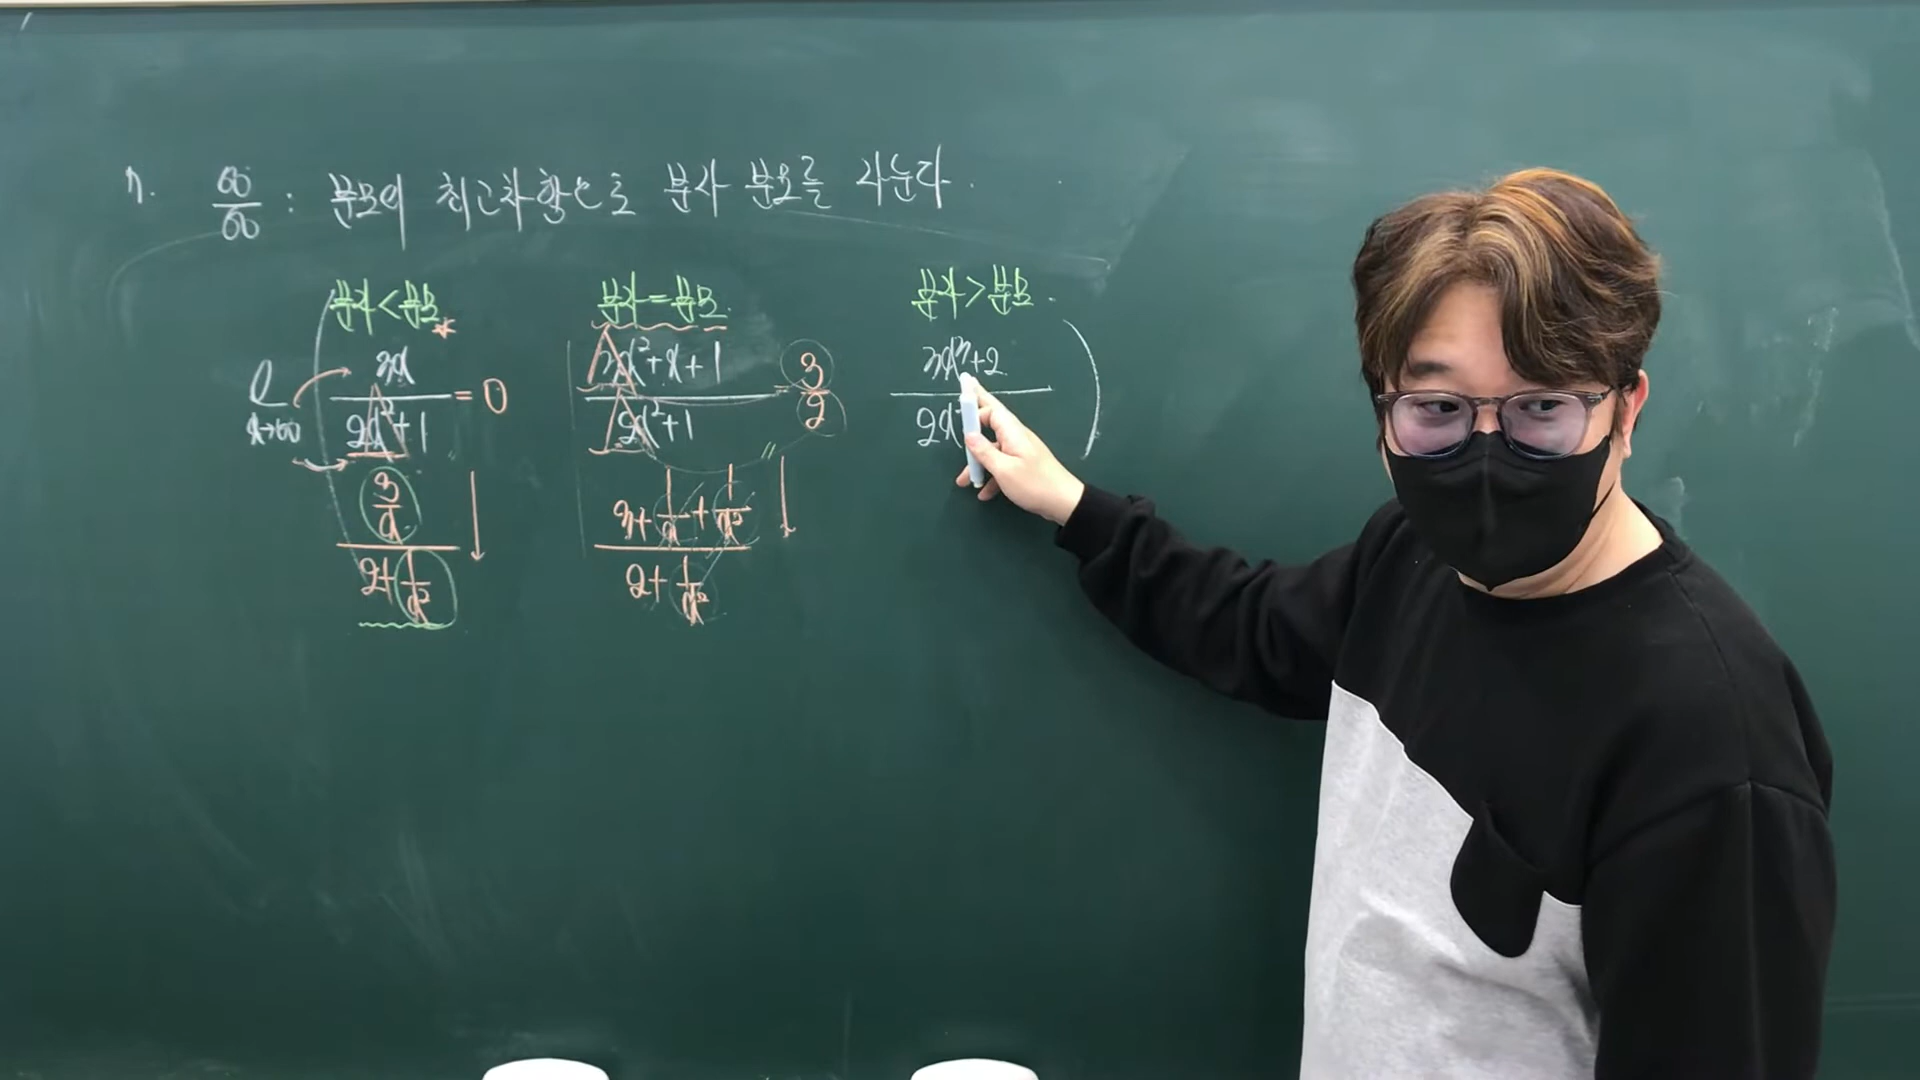 ㄱ. ∞/∞ : 분모의 최고차항으로 분자 분모를 나눈다.
분자 < 분모 * 분자 = 분모. 분자 > 분모.
lim x→∞ 3x / 2x²+1 = 0
3x²+x+1 / 2x²+1 = 3/2
3x³+2 / 2x²
3/x / 2+1/x²
3+1/x+1/x² / 2+1/x²